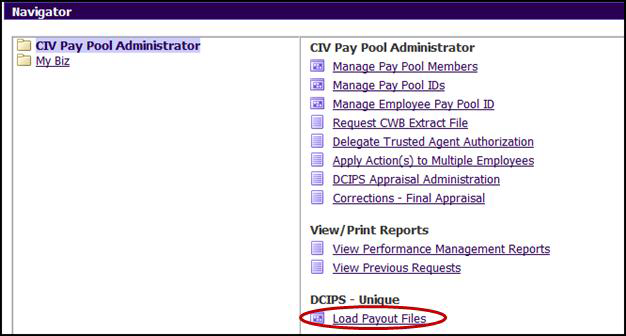 Navigator
CIV Pay Pool Administrator
My Biz
CIV Pay Pool Administrator
Manage Pay Pool Members
Manage Pay Pool IDs
Manage Employee Pay Pool ID
Request CWB Extract File
Delegate Trusted Agent Authorization
Apply Action(s) to Multiple Employees
DCIPS Appraisal Administration
Corrections - Final Appraisal
View/Print Reports
View Performance Management Reports
View Previous Requests
DCIPS - Unique
Load Payout Files